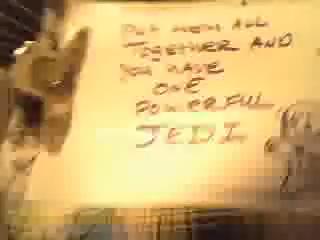 PUT THEM ALL
TOGETHER AND
YOU HAVE
ONE
POWERFUL
JEDI